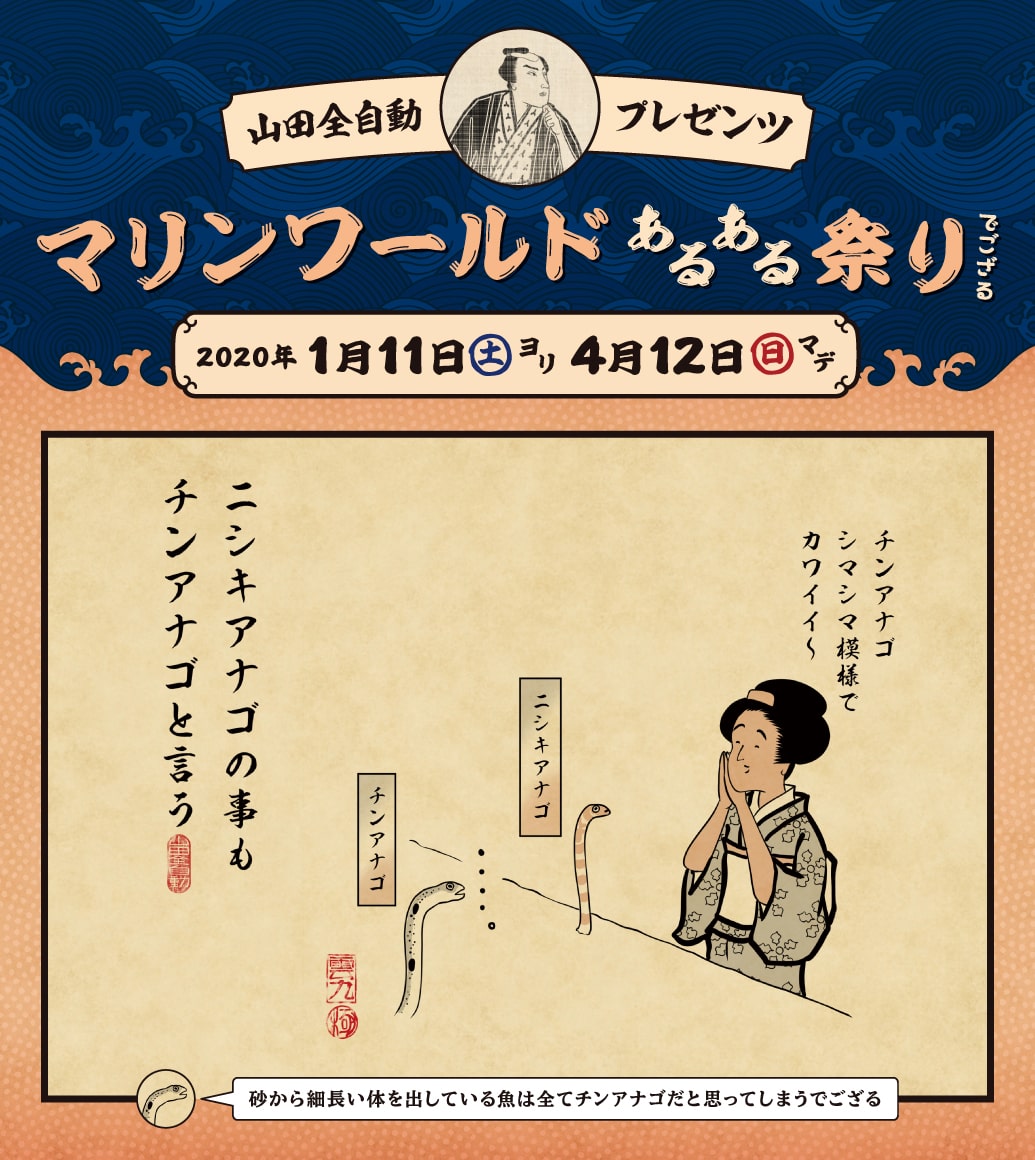 山田全自動
プレゼンツ
マリンワールドあるある祭りでござる
2020年 1月11日㊏ヨリ 4月12日㊐マデ
チンアナゴ
シマシマ模様で
カワイイ〜
ニシキアナゴ
チンアナゴ
ニシキアナゴの事も
チンアナゴと言う
砂から細長い体を出している魚は全てチンアナゴだと思ってしまうでござる